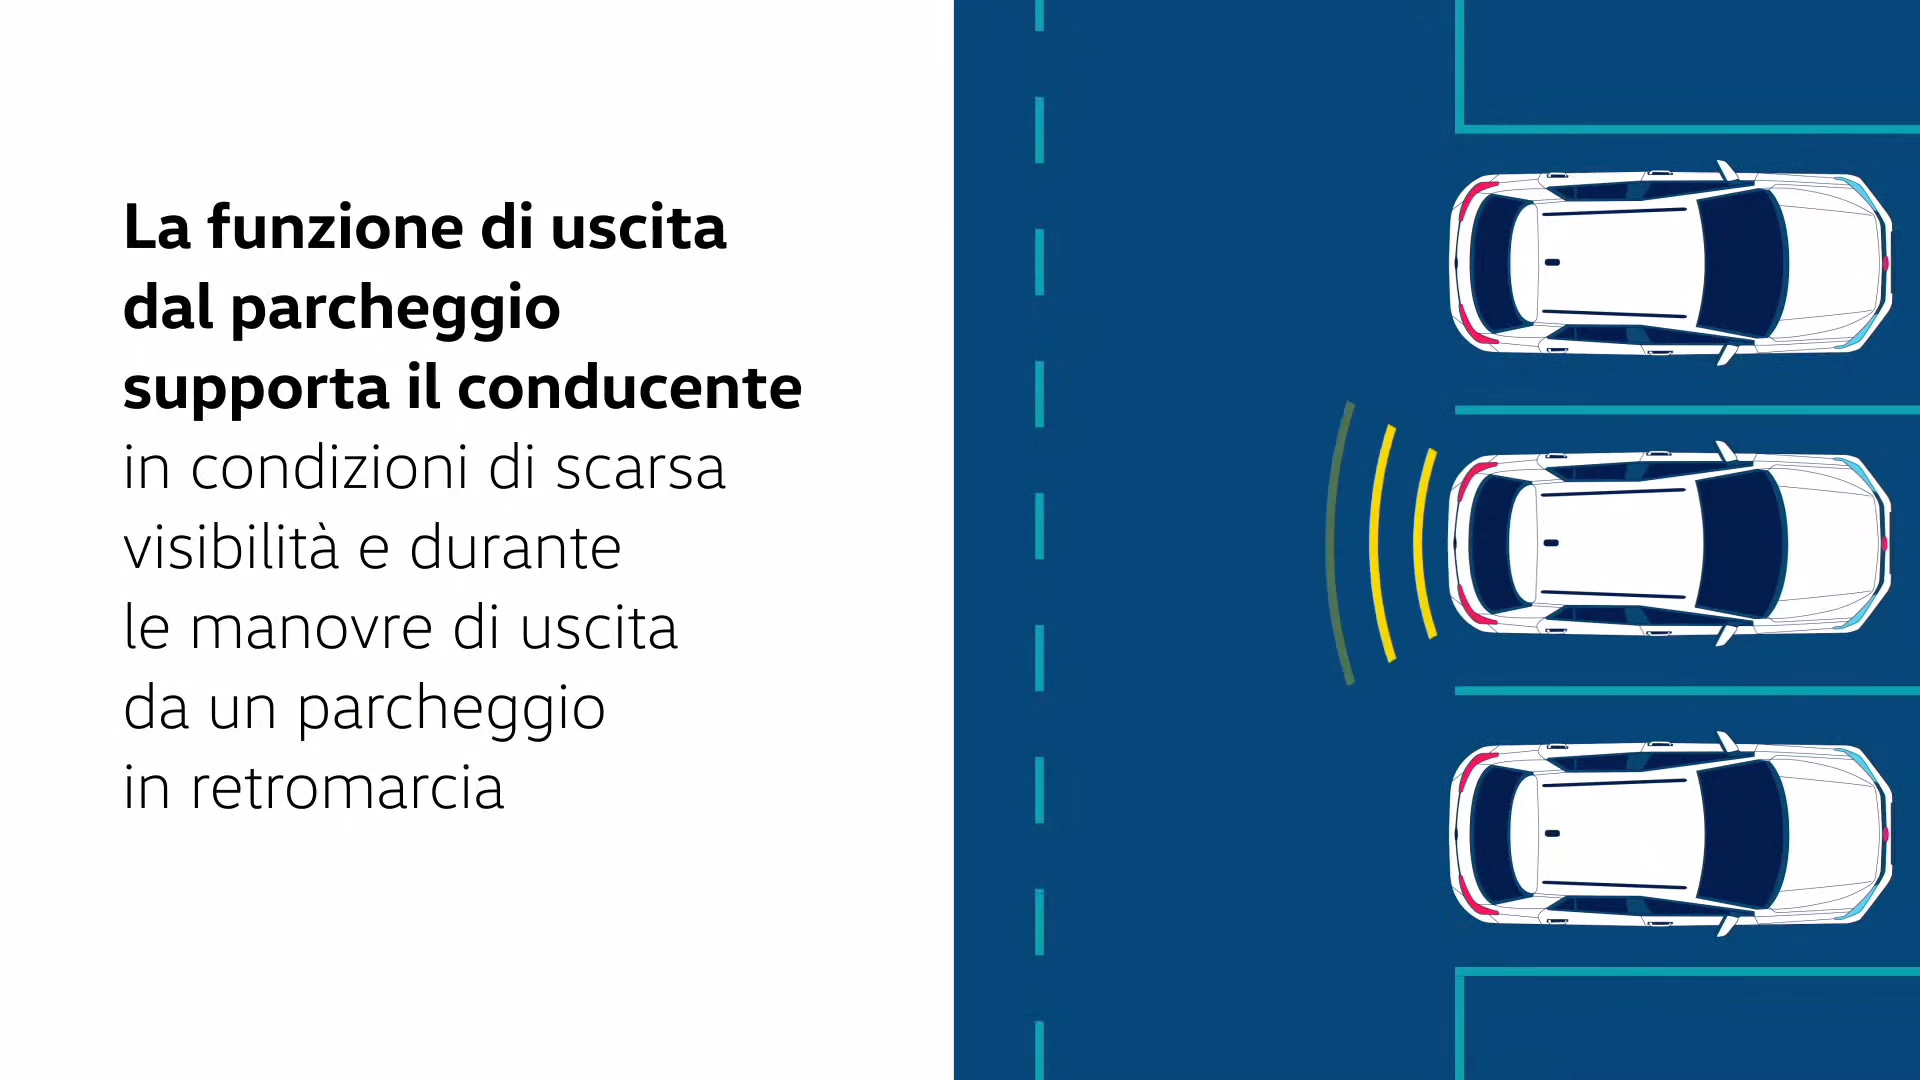 La funzione di uscita
dal parcheggio
supporta il conducente
in condizioni di scarsa
visibilità e durante
le manovre di uscita
da un parcheggio
in retromarcia